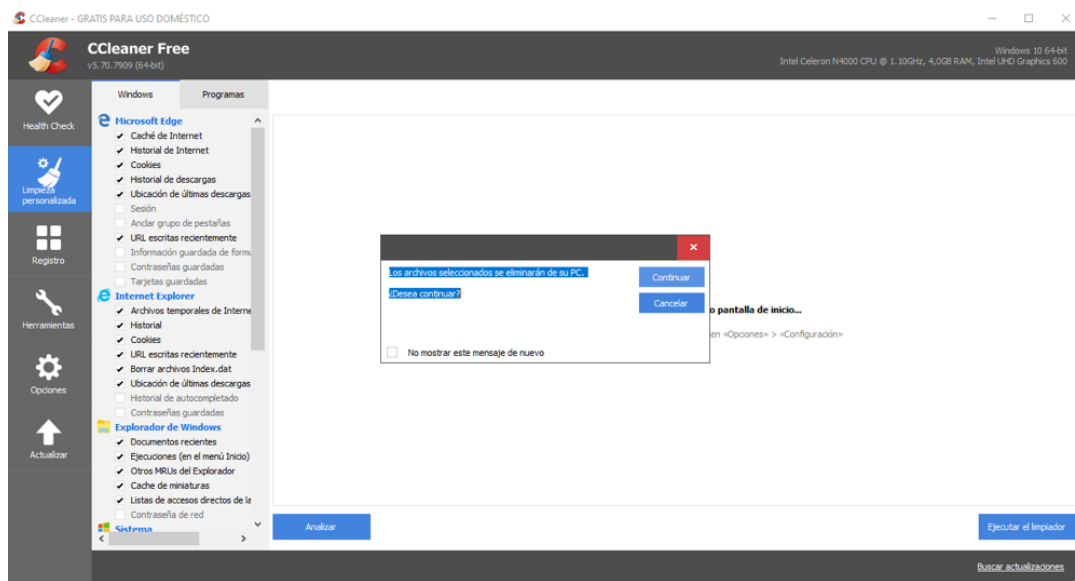 CCleaner - GRATIS PARA USO DOMÉSTICO
CCleaner Free
v5.70.7909 (64-bit)
Windows 10 64-bit
Intel Celeron N4000 CPU @ 1.10GHz, 4,0GB RAM, Intel UHD Graphics 600
Health Check
Limpieza
personalizada
Registro
Herramientas
Opciones
Actualizar
Windows
Programas
Microsoft Edge
Caché de Internet
Historial de Internet
Cookies
Historial de descargas
Ubicación de últimas descargas
Sesión
Anclar grupo de pestañas
URL escritas recientemente
Información guardada de formu
Contraseñas guardadas
Tarjetas guardadas
Internet Explorer
Archivos temporales de Interne
Historial
Cookies
URL escritas recientemente
Borrar archivos Index.dat
Ubicación de últimas descargas
Historial de autocompletado
Contraseñas guardadas
Explorador de Windows
Documentos recientes
Ejecuciones (en el menú Inicio)
Otros MRUs del Explorador
Cache de miniaturas
Listas de accesos directos de la
Contraseña de red
Sistema
Los archivos seleccionados se eliminarán de su PC.
¿Desea continuar?
Continuar
Cancelar
No mostrar este mensaje de nuevo
o pantalla de inicio...
en «Opciones» > «Configuración»
Analizar
Ejecutar el limpiador
Buscar actualizaciones